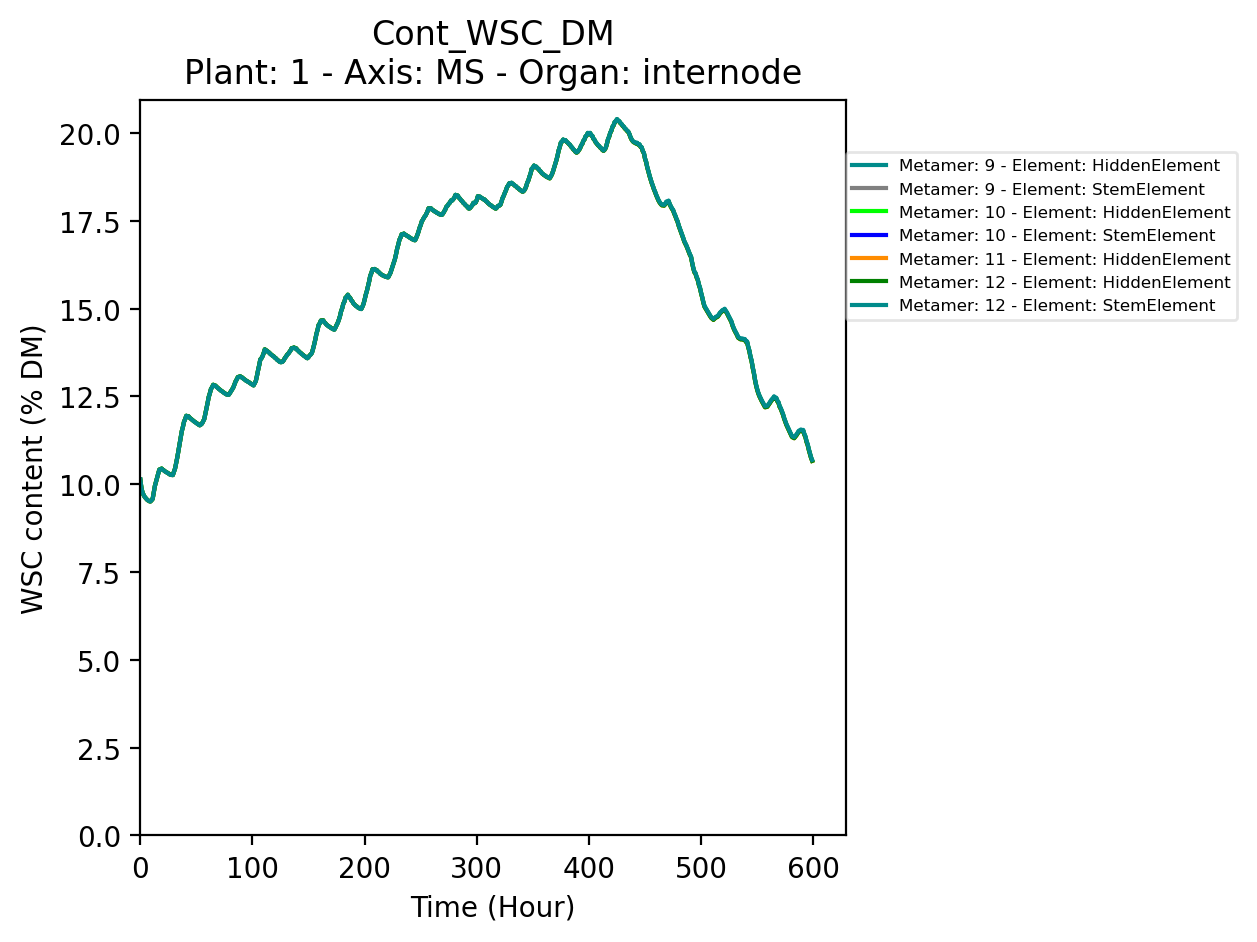 Cont_WSC_DM
Plant: 1 - Axis: MS - Organ: internode
20.0
17.5
15.0
12.5
10.0
7.5
5.0
2.5
0.0
WSC content (% DM)
0 100 200 300 400 500 600
Time (Hour)
Metamer: 9 - Element: HiddenElement
Metamer: 9 - Element: StemElement
Metamer: 10 - Element: HiddenElement
Metamer: 10 - Element: StemElement
Metamer: 11 - Element: HiddenElement
Metamer: 12 - Element: HiddenElement
Metamer: 12 - Element: StemElement